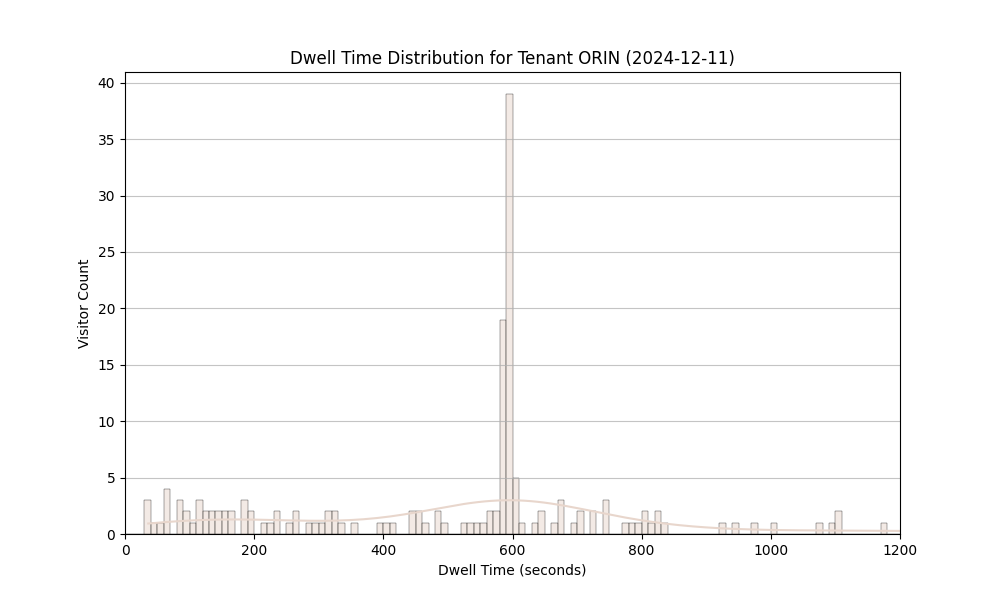 Dwell Time Distribution for Tenant ORIN (2024-12-11)
40
35
30
25
20
15
10
5
0
Visitor Count
0 200 400 600 800 1000 1200
Dwell Time (seconds)